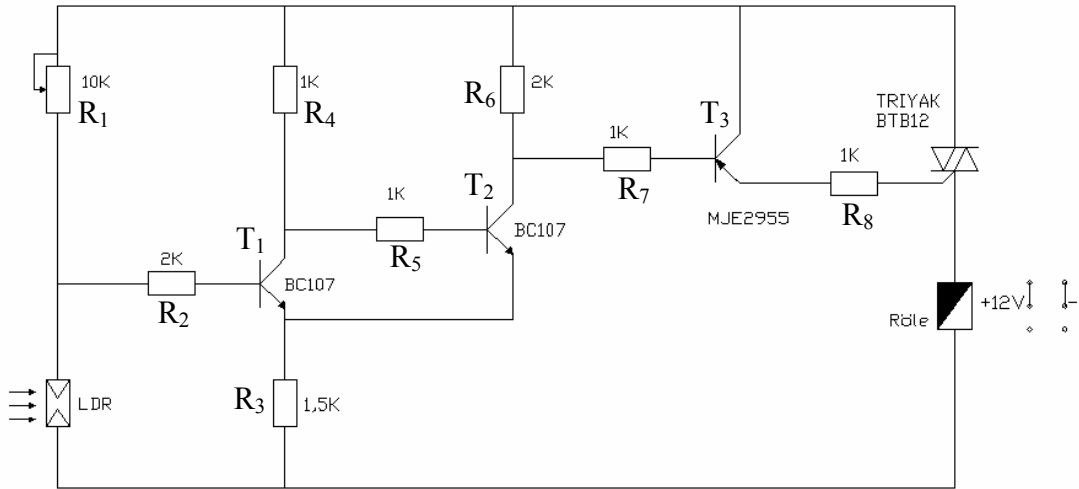 10K
R1
1K
R4
R6
2K
T3
TRIYAK
BTB12
1K
R7
1K
R8
MJE2955
1K
R5
T2
BC107
T1
2K
R2
BC107
Röle
+12V
-
LDR
R3
1,5K